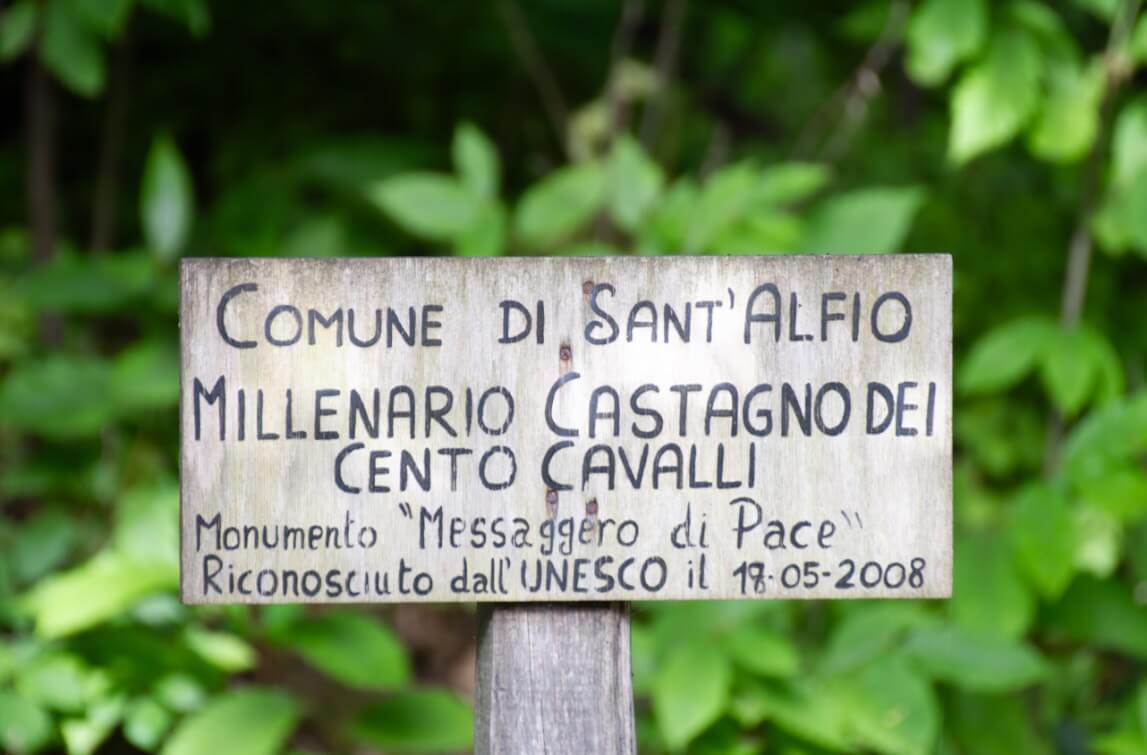 COMUNE DI SANT'ALFIO
MILLENARIO CASTAGNO DEI
CENTO CAVALLI
Monumento "Messaggero di Pace"
Riconosciuto dall'UNESCO il 18-05-2008